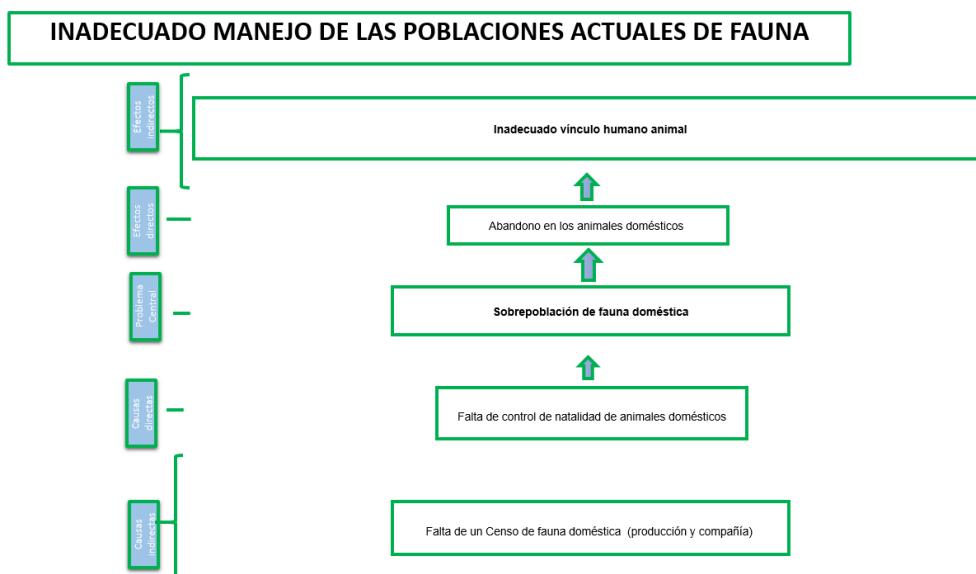 INADECUADO MANEJO DE LAS POBLACIONES ACTUALES DE FAUNA
Efectos
indirectos
Inadecuado vínculo humano animal
Efectos
directos
Abandono en los animales domésticos
Problema
Central
Sobrepoblación de fauna doméstica
Causas
directas
Falta de control de natalidad de animales domésticos
Causas
indirectas
Falta de un Censo de fauna doméstica (producción y compañía)